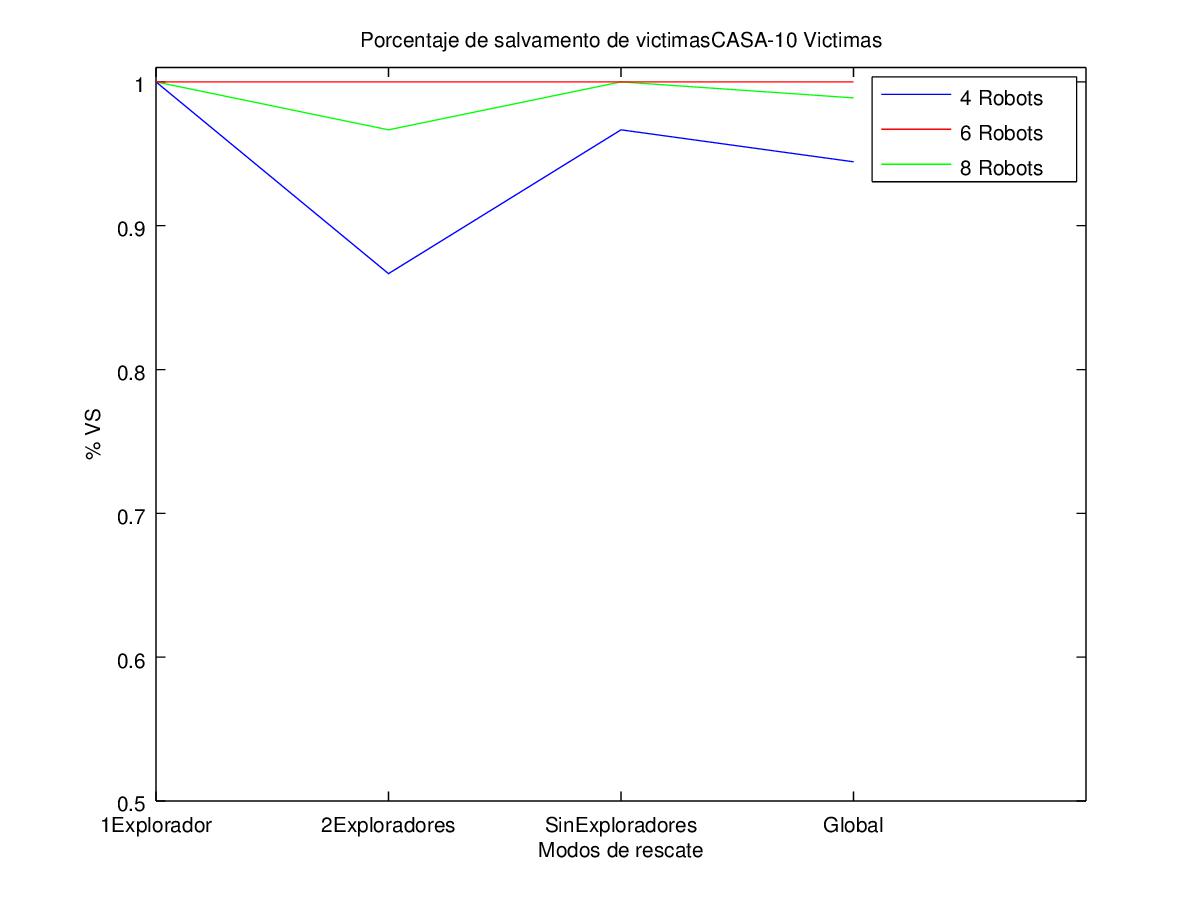 Porcentaje de salvamento de victimasCASA-10 Victimas
1
0.9
0.8
0.7
0.6
0.5
% VS
4 Robots
6 Robots
8 Robots
1Explorador
2Exploradores
SinExploradores
Global
Modos de rescate